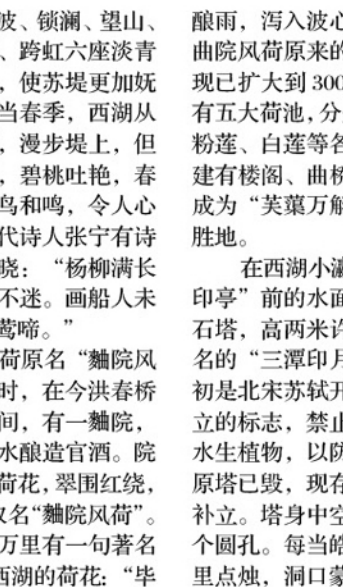 波、锁澜、望山、
、跨虹六座淡青
，使苏堤更加妩
当春季，西湖从
，漫步堤上，但
，碧桃吐艳，春
鸟和鸣，令人心
代诗人张宁有诗
晓：“杨柳满长
不迷。画船人未
莺啼。”
荷原名“麯院风
时，在今洪春桥
间，有一麯院，
水酿造官酒。院
荷花，翠围红绕，
取名“麯院风荷”。
万里有一句著名
西湖的荷花：“毕
酿雨，泻入波心
曲院风荷原来的
现已扩大到300
有五大荷池，分
粉莲、白莲等各
建有楼阁、曲桥
成为“芙蕖万解
胜地。
在西湖小瀛
印亭”前的水面
石塔，高两米许
名的“三潭印月
初是北宋苏轼开
立的标志，禁止
水生植物，以防
原塔已毁，现存
补立。塔身中空
个圆孔。每当皓
里点烛，洞口蒙